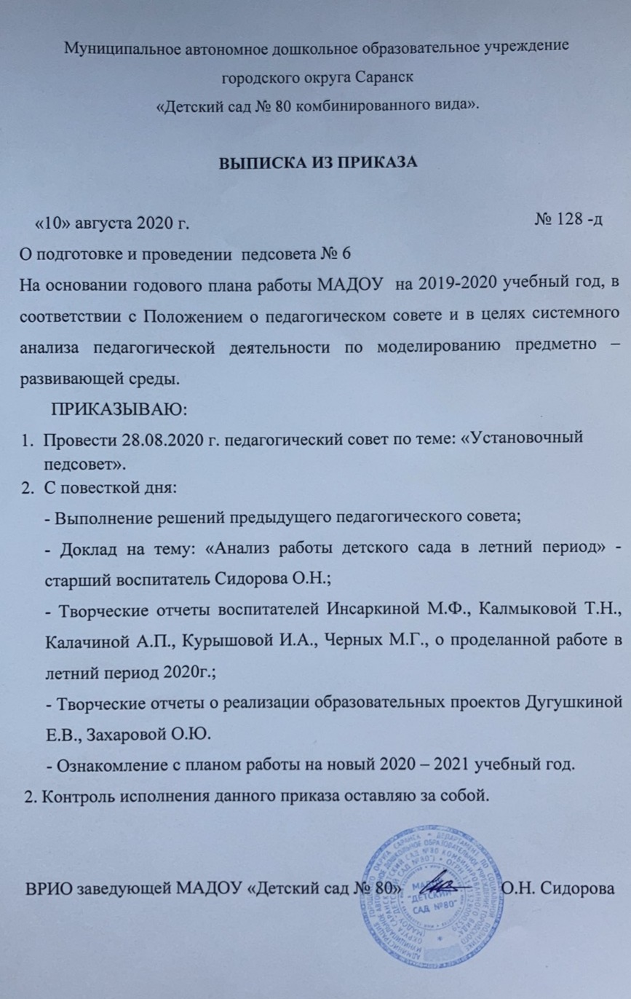 Муниципальное автономное дошкольное образовательное учреждение
городского округа Саранск
«Детский сад № 80 комбинированного вида».
ВЫПИСКА ИЗ ПРИКАЗА
«10» августа 2020 г. № 128 -д
О подготовке и проведении педсовета № 6
На основании годового плана работы МАДОУ на 2019-2020 учебный год, в
соответствии с Положением о педагогическом совете и в целях системного
анализа педагогической деятельности по моделированию предметно –
развивающей среды.
ПРИКАЗЫВАЮ:
1. Провести 28.08.2020 г. педагогический совет по теме: «Установочный
педсовет».
2. С повесткой дня:
- Выполнение решений предыдущего педагогического совета;
- Доклад на тему: «Анализ работы детского сада в летний период» -
старший воспитатель Сидорова О.Н.;
- Творческие отчеты воспитателей Инсаркиной М.Ф., Калмыковой Т.Н.,
Калачиной А.П., Курышовой И.А., Черных М.Г., о проделанной работе в
летний период 2020г.;
- Творческие отчеты о реализации образовательных проектов Дугушкиной
Е.В., Захаровой О.Ю.
- Ознакомление с планом работы на новый 2020 – 2021 учебный год.
2. Контроль исполнения данного приказа оставляю за собой.
ВРИО заведующей МАДОУ «Детский сад № 80» О.Н. Сидорова
"ДЕТСКИЙ
САД №80"